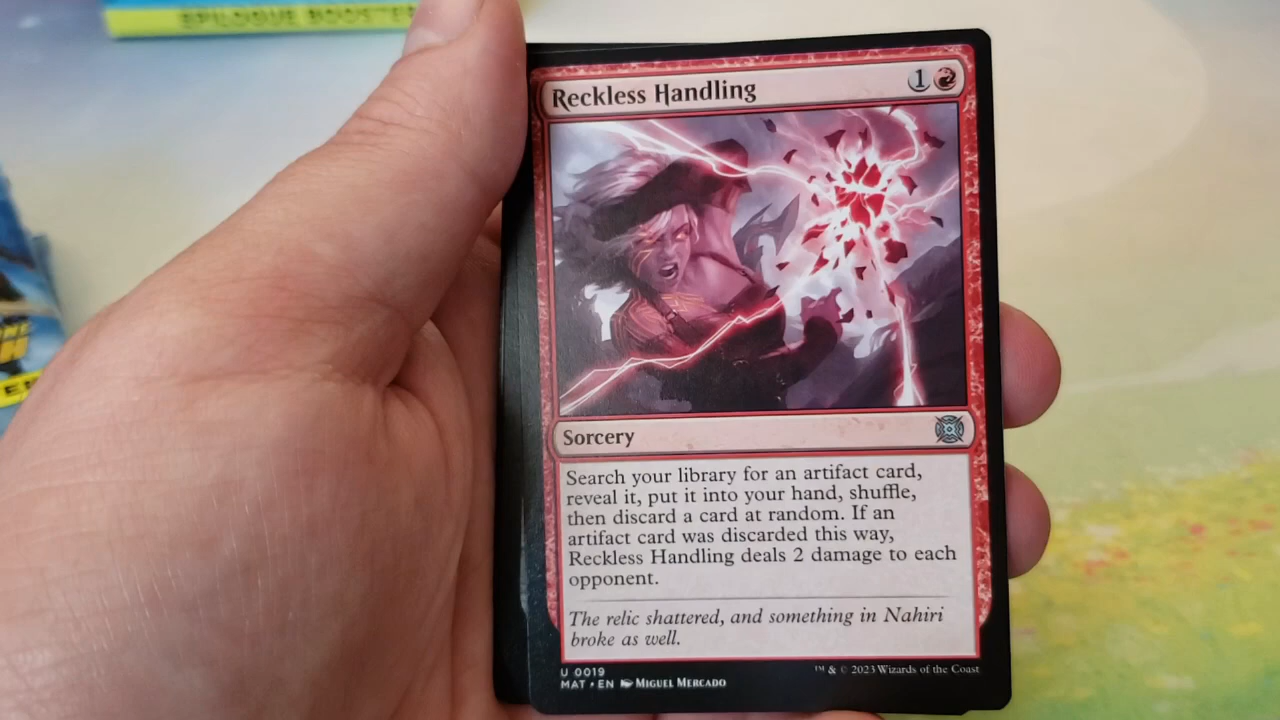 EPILOGUE BOOSTER
Reckless Handling
1
Sorcery
Search your library for an artifact card,
reveal it, put it into your hand, shuffle,
then discard a card at random. If an
artifact card was discarded this way,
Reckless Handling deals 2 damage to each
opponent.
The relic shattered, and something in Nahiri
broke as well.
U 0019
MAT • EN Miguel Mercado
™ & © 2023 Wizards of the Coast